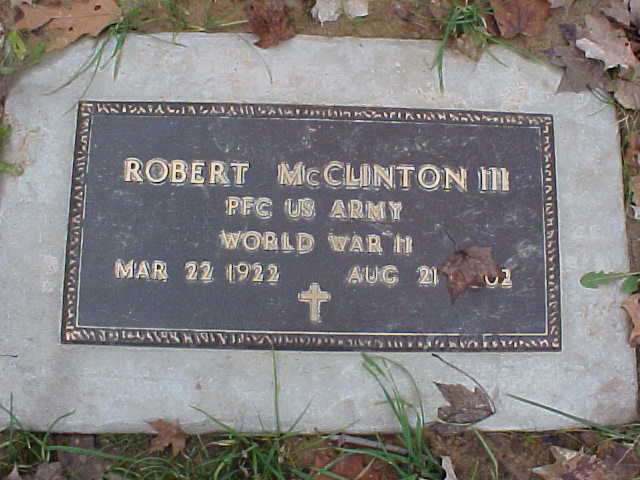 ROBERT McCLINTON III
PFC US ARMY
WORLD WAR II
MAR 22 1922 AUG 21